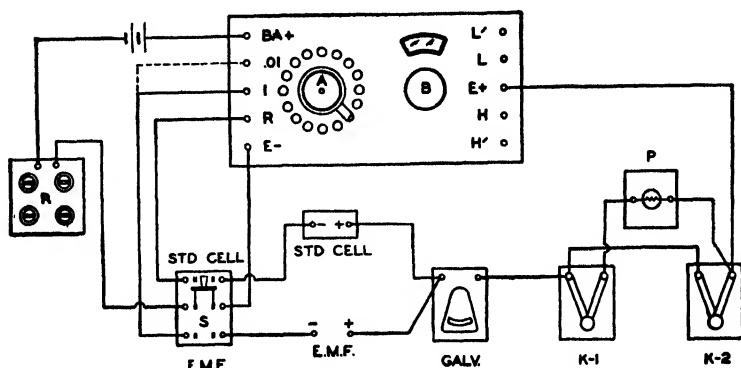 BA+
.01
I
R
E-
A
B
L'
L
E+
H
H'
R
P
STD CELL
- +
STD CELL
S
- +
E.M.F.
E.M.F.
GALV.
K-1
K-2